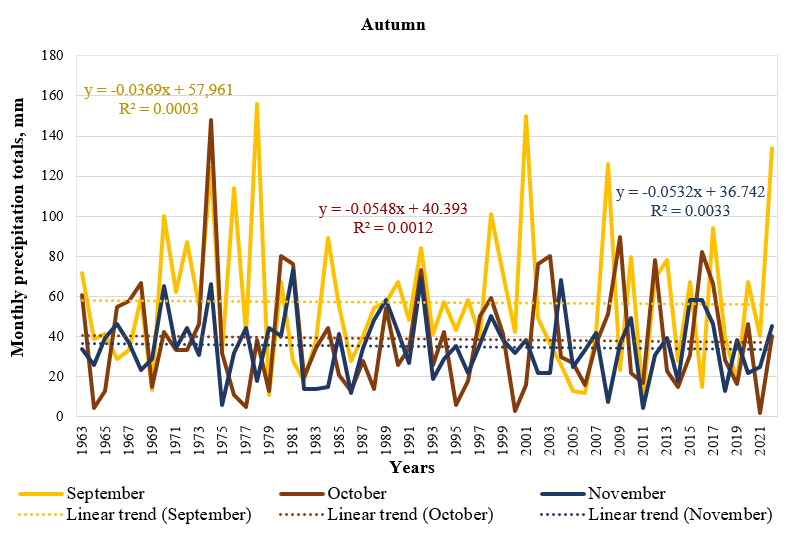 Autumn
Monthly precipitation totals, mm
180
160
140
120
100
80
60
40
20
0
y = -0.0369x + 57,961
R² = 0.0003
y = -0.0548x + 40.393
R² = 0.0012
y = -0.0532x + 36.742
R² = 0.0033
1963 1965 1967 1969 1971 1973 1975 1977 1979 1981 1983 1985 1987 1989 1991 1993 1995 1997 1999 2001 2003 2005 2007 2009 2011 2013 2015 2017 2019 2021
Years
September October November
Linear trend (September) Linear trend (October) Linear trend (November)